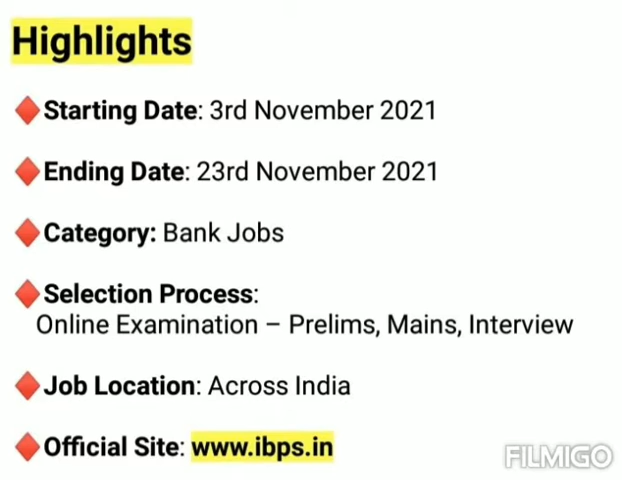 Highlights
Starting Date: 3rd November 2021
Ending Date: 23rd November 2021
Category: Bank Jobs
Selection Process:
Online Examination – Prelims, Mains, Interview
Job Location: Across India
Official Site: www.ibps.in
FILMIGO